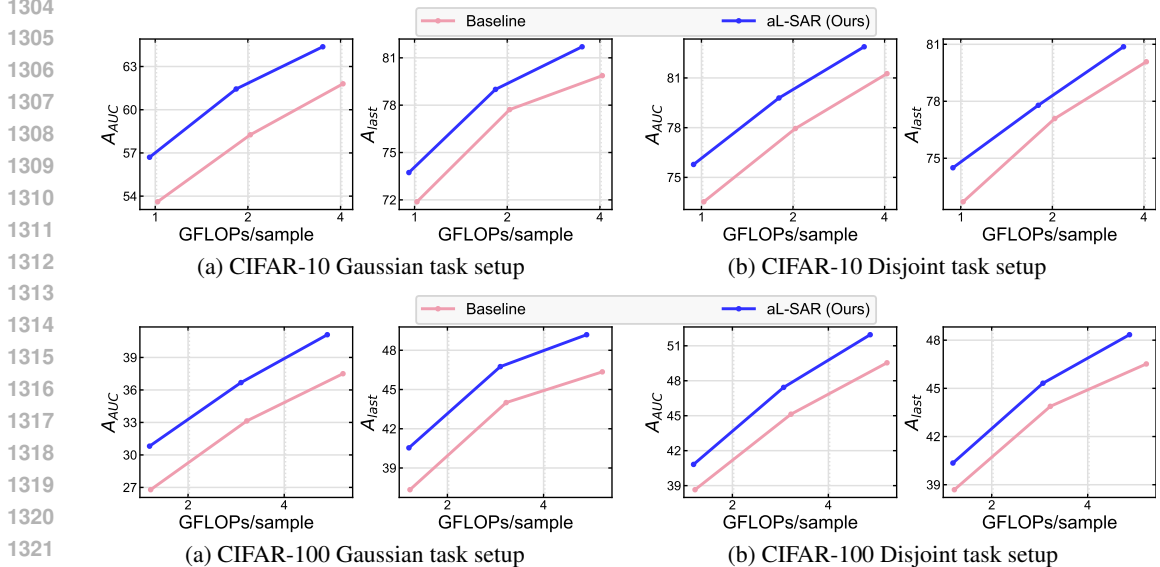 1304
1305
1306
1307
1308
1309
1310
1311
1312
1313
1314
1315
1316
1317
1318
1319
1320
1321
Baseline aL-SAR (Ours)
A_AUC
63
60
57
54
1 2 4
GFLOPs/sample
A_last
81
78
75
72
1 2 4
GFLOPs/sample
(a) CIFAR-10 Gaussian task setup
A_AUC
81
78
75
1 2 4
GFLOPs/sample
A_last
81
78
75
1 2 4
GFLOPs/sample
(b) CIFAR-10 Disjoint task setup
Baseline aL-SAR (Ours)
A_AUC
39
36
33
30
27
2 4
GFLOPs/sample
A_last
48
45
42
39
2 4
GFLOPs/sample
(a) CIFAR-100 Gaussian task setup
A_AUC
51
48
45
42
39
2 4
GFLOPs/sample
A_last
48
45
42
39
2 4
GFLOPs/sample
(b) CIFAR-100 Disjoint task setup